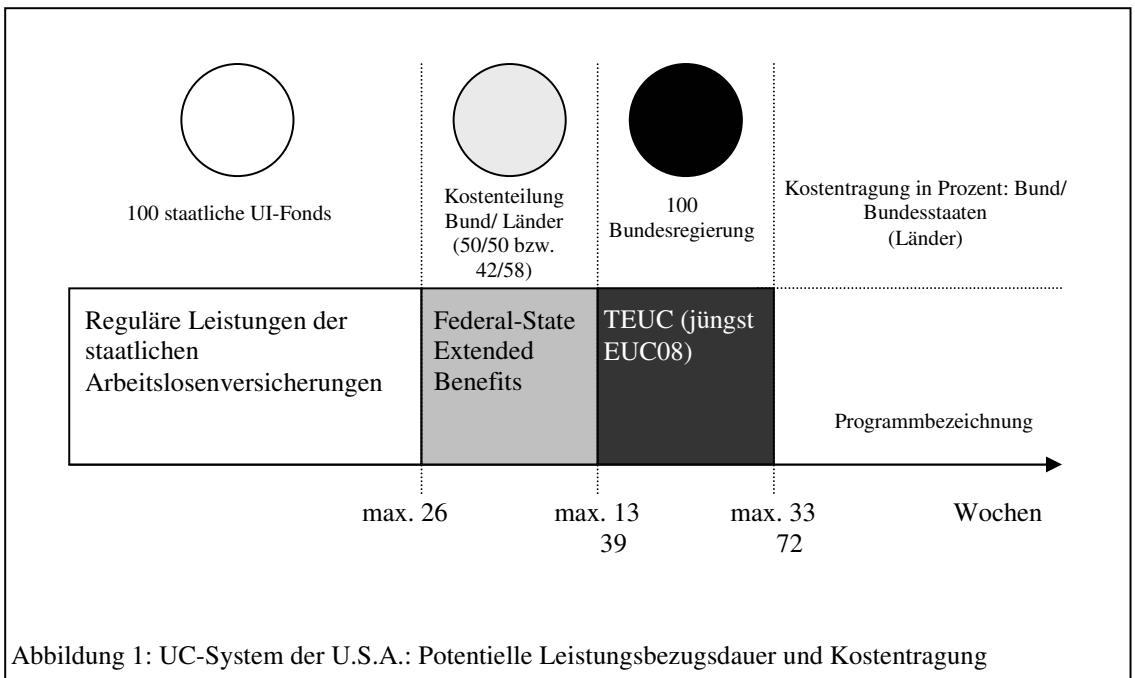 100 staatliche UI-Fonds
Kostenteilung
Bund/ Länder
(50/50 bzw.
42/58)
100
Bundesregierung
Kostentragung in Prozent: Bund/
Bundesstaaten
(Länder)
Reguläre Leistungen der
staatlichen
Arbeitslosenversicherungen
Federal-State
Extended
Benefits
TEUC (jüngst
EUC08)
Programmbezeichnung
max. 26
max. 13
39
max. 33
72
Wochen
Abbildung 1: UC-System der U.S.A.: Potentielle Leistungsbezugsdauer und Kostentragung